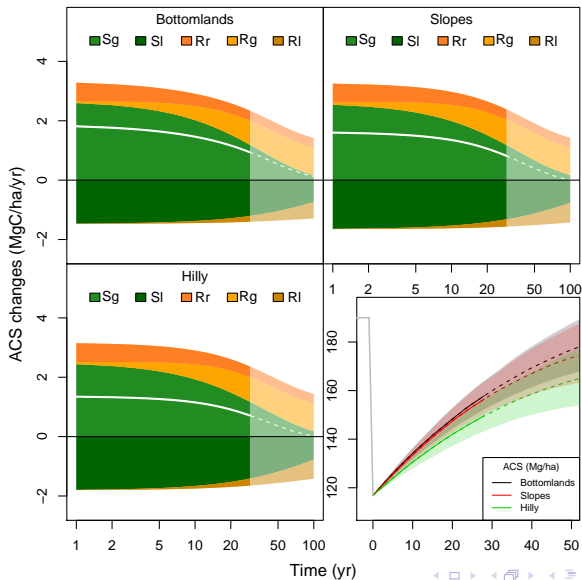 Bottomlands
Sg Sl Rr Rg Rl
Slopes
Sg Sl Rr Rg Rl
4
2
0
−2
ACS changes (MgC/ha/yr)
1 2 5 10 20 50 100
Hilly
Sg Sl Rr Rg Rl
4
2
0
−2
1 2 5 10 20 50 100
180
160
140
120
ACS (Mg/ha)
Bottomlands
Slopes
Hilly
0 10 20 30 40 50
Time (yr)